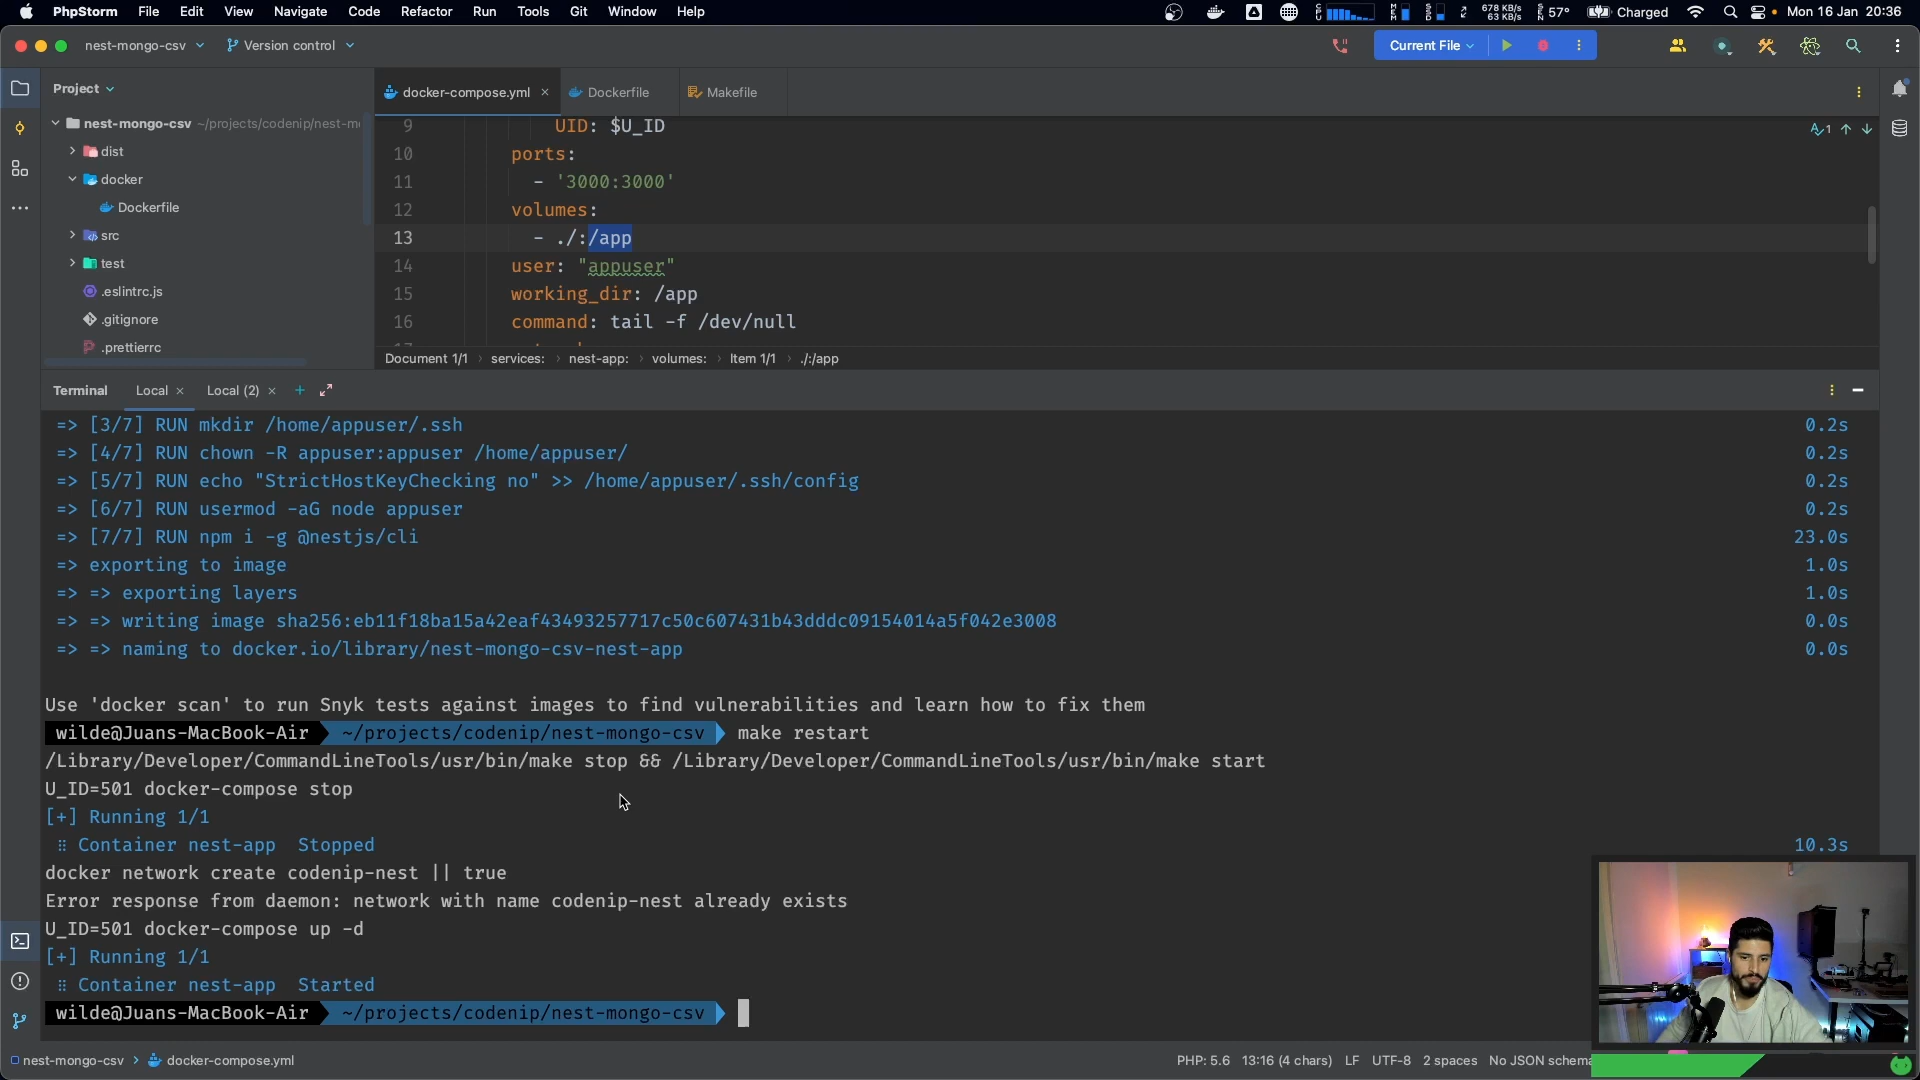 PhpStorm File Edit View Navigate Code Refactor Run Tools Git Window Help
678 KB/s
63 KB/s
57° Charged Mon 16 Jan 20:36
nest-mongo-csv Version control Current File
Project
docker-compose.yml × Dockerfile Makefile
nest-mongo-csv ~/projects/codenip/nest-m
dist
docker
Dockerfile
src
test
.eslintrc.js
.gitignore
.prettierrc
9 UID: $U_ID
10 ports:
11 - '3000:3000'
12 volumes:
13 - ./:/app
14 user: "appuser"
15 working_dir: /app
16 command: tail -f /dev/null
1
Document 1/1 › services: › nest-app: › volumes: › Item 1/1 › ./:/app
Terminal Local × Local (2) × +
=> [3/7] RUN mkdir /home/appuser/.ssh 0.2s
=> [4/7] RUN chown -R appuser:appuser /home/appuser/ 0.2s
=> [5/7] RUN echo "StrictHostKeyChecking no" >> /home/appuser/.ssh/config 0.2s
=> [6/7] RUN usermod -aG node appuser 0.2s
=> [7/7] RUN npm i -g @nestjs/cli 23.0s
=> exporting to image 1.0s
=> => exporting layers 1.0s
=> => writing image sha256:eb11f18ba15a42eaf43493257717c50c607431b43dddc09154014a5f042e3008 0.0s
=> => naming to docker.io/library/nest-mongo-csv-nest-app 0.0s
Use 'docker scan' to run Snyk tests against images to find vulnerabilities and learn how to fix them
wilde@Juans-MacBook-Air ~/projects/codenip/nest-mongo-csv make restart
/Library/Developer/CommandLineTools/usr/bin/make stop && /Library/Developer/CommandLineTools/usr/bin/make start
U_ID=501 docker-compose stop
[+] Running 1/1
⠿ Container nest-app Stopped 10.3s
docker network create codenip-nest || true
Error response from daemon: network with name codenip-nest already exists
U_ID=501 docker-compose up -d
[+] Running 1/1
⠿ Container nest-app Started
wilde@Juans-MacBook-Air ~/projects/codenip/nest-mongo-csv
nest-mongo-csv › docker-compose.yml
PHP: 5.6 13:16 (4 chars) LF UTF-8 2 spaces No JSON schema